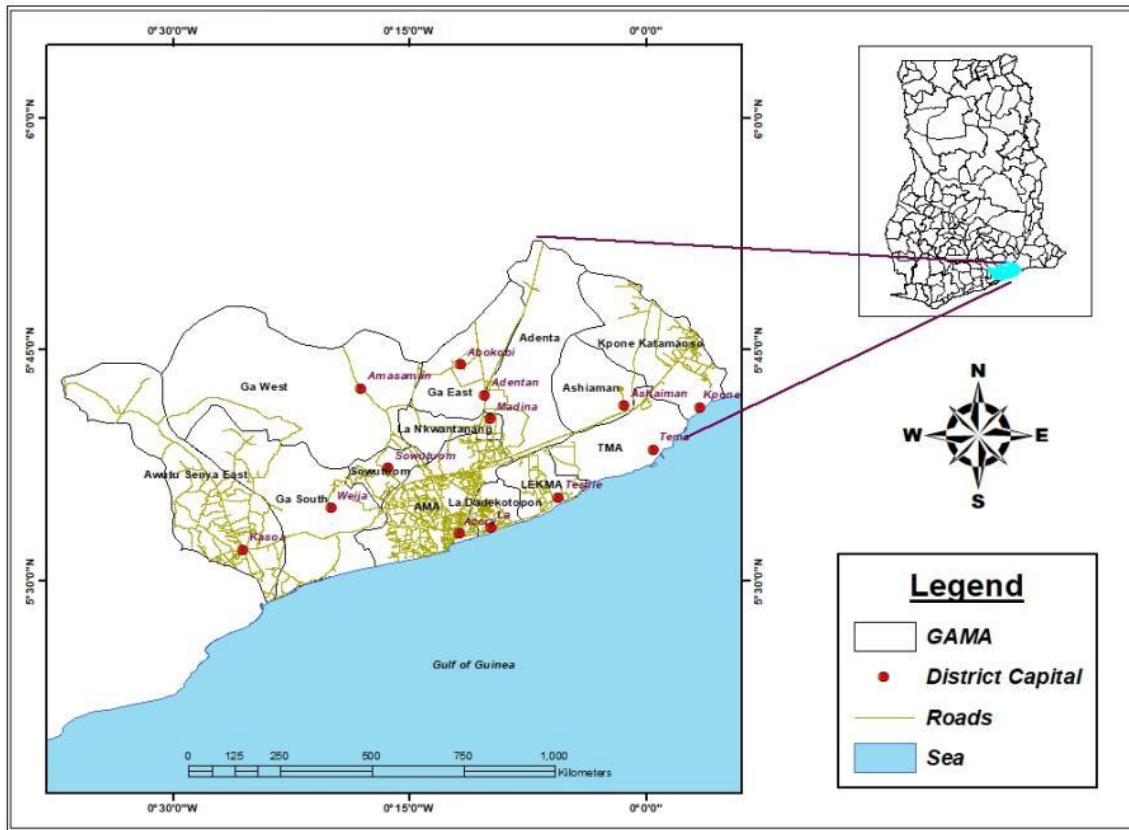 0°30'0"W 0°15'0"W 0°0'0"
6°0'0"N
6°0'0"N
5°45'0"N
5°45'0"N
5°30'0"N
5°30'0"N
Adenta
Kpone Katamanso
Abokobi
Ga West
Amasaman
Ga East
Adentan
Ashiaman
Ashaiman
Kpone
Madina
La N'kwantanang
Tema
TMA
Sowutuom
Sowutuom
Awutu Senya East
Ga South
Weija
AMA
La Dadekotopon
LEKMA
Teshie
Accra
La
Kasoa
Gulf of Guinea
0 125 250 500 750 1,000
Kilometers
0°30'0"W 0°15'0"W 0°0'0"
N
W E
S
Legend
GAMA
District Capital
Roads
Sea